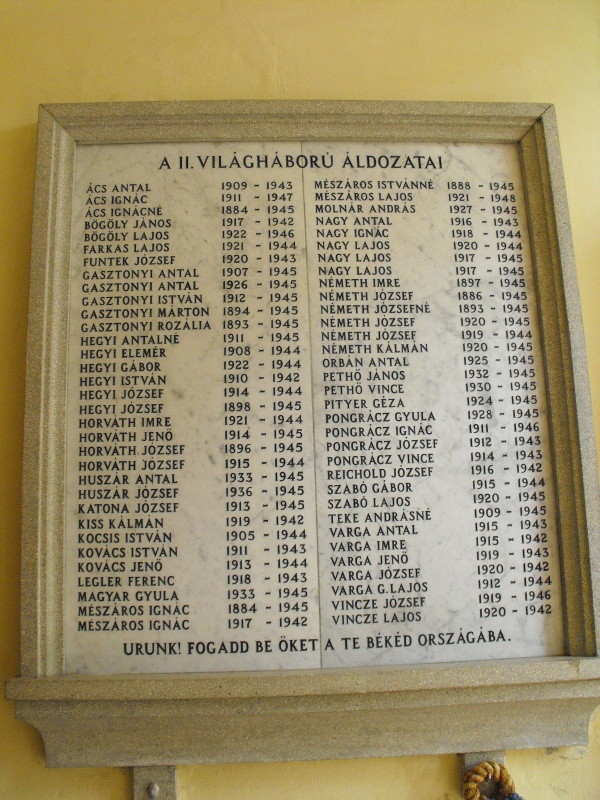 A II. VILÁGHÁBORÚ ÁLDOZATAI
ÁCS ANTAL 1909 - 1943
ÁCS IGNÁC 1911 - 1947
ÁCS IGNÁCNÉ 1884 - 1945
BÖGÖLY JÁNOS 1917 - 1942
BÖGÖLY LAJOS 1922 - 1946
FARKAS LAJOS 1921 - 1944
FUNTEK JÓZSEF 1920 - 1943
GASZTONYI ANTAL 1907 - 1945
GASZTONYI ANTAL 1926 - 1945
GASZTONYI ISTVÁN 1912 - 1945
GASZTONYI MÁRTON 1894 - 1945
GASZTONYI ROZÁLIA 1893 - 1945
HEGYI ANTALNÉ 1911 - 1945
HEGYI ELEMÉR 1908 - 1944
HEGYI GÁBOR 1922 - 1944
HEGYI ISTVÁN 1910 - 1942
HEGYI JÓZSEF 1914 - 1944
HEGYI JÓZSEF 1898 - 1945
HORVÁTH IMRE 1921 - 1944
HORVÁTH JENŐ 1914 - 1945
HORVÁTH JÓZSEF 1896 - 1945
HORVÁTH JÓZSEF 1915 - 1944
HUSZÁR ANTAL 1933 - 1945
HUSZÁR JÓZSEF 1936 - 1945
KATONA JÓZSEF 1913 - 1945
KISS KÁLMÁN 1919 - 1942
KOCSIS ISTVÁN 1905 - 1944
KOVÁCS ISTVÁN 1911 - 1943
KOVÁCS JENŐ 1913 - 1944
LEGLER FERENC 1918 - 1943
MAGYAR GYULA 1933 - 1945
MÉSZÁROS IGNÁC 1884 - 1945
MÉSZÁROS IGNÁC 1917 - 1942
MÉSZÁROS ISTVÁNNÉ 1888 - 1945
MÉSZÁROS LAJOS 1921 - 1948
MOLNÁR ANDRÁS 1927 - 1945
NAGY ANTAL 1916 - 1943
NAGY IGNÁC 1918 - 1944
NAGY LAJOS 1920 - 1944
NAGY LAJOS 1917 - 1945
NAGY LAJOS 1917 - 1945
NÉMETH IMRE 1897 - 1945
NÉMETH JÓZSEF 1886 - 1945
NÉMETH JÓZSEFNÉ 1893 - 1945
NÉMETH JÓZSEF 1920 - 1945
NÉMETH JÓZSEF 1919 - 1944
NÉMETH KÁLMÁN 1920 - 1945
ORBÁN ANTAL 1925 - 1945
PETHŐ JÁNOS 1932 - 1945
PETHŐ VINCE 1930 - 1945
PITYER GÉZA 1924 - 1945
PONGRÁCZ GYULA 1928 - 1945
PONGRÁCZ IGNÁC 1911 - 1946
PONGRÁCZ JÓZSEF 1912 - 1943
PONGRÁCZ VINCE 1914 - 1943
REICHOLD JÓZSEF 1916 - 1942
SZABÓ GÁBOR 1915 - 1944
SZABÓ LAJOS 1920 - 1945
TEKE ANDRÁSNÉ 1909 - 1945
VARGA ANTAL 1915 - 1943
VARGA IMRE 1915 - 1942
VARGA JENŐ 1919 - 1943
VARGA JÓZSEF 1920 - 1942
VARGA G. LAJOS 1912 - 1944
VINCZE JÓZSEF 1919 - 1946
VINCZE LAJOS 1920 - 1942
URUNK! FOGADD BE ŐKET A TE BÉKÉD ORSZÁGÁBA.